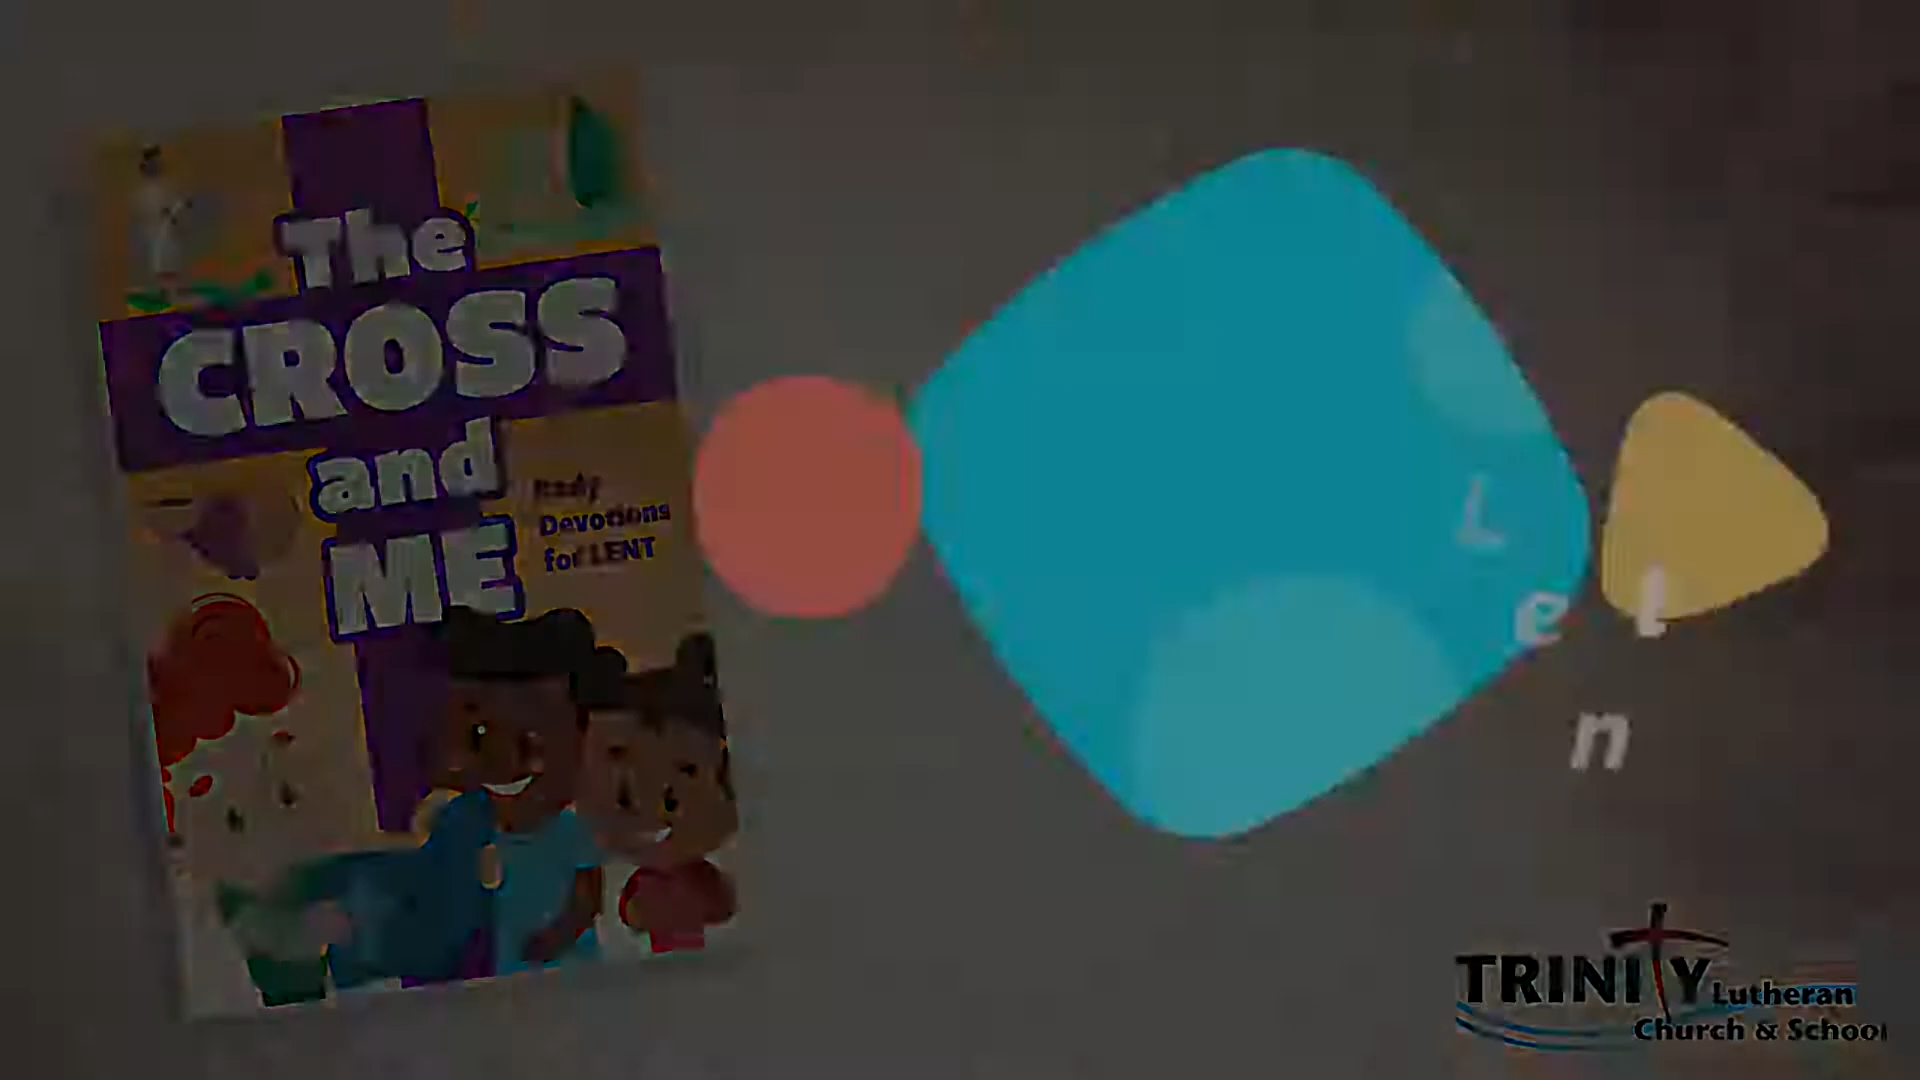 The
CROSS
and
ME
Devotions
for LENT
L
e t
n
TRINITY Lutheran
Church & School